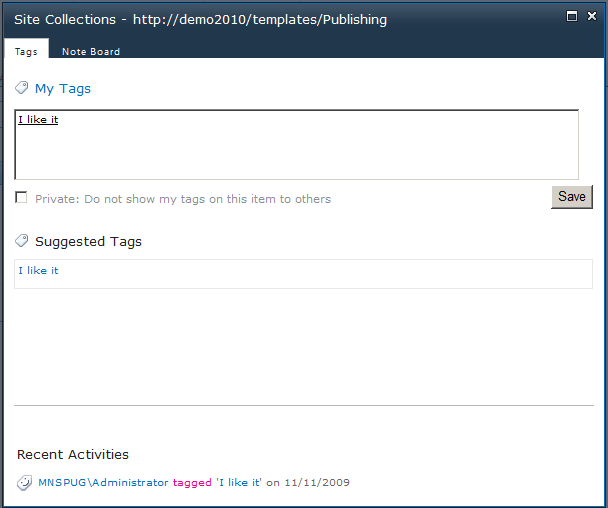 Site Collections - http://demo2010/templates/Publishing
Tags Note Board
My Tags
I like it
Private: Do not show my tags on this item to others
Save
Suggested Tags
I like it
Recent Activities
MNSPUG\Administrator tagged 'I like it' on 11/11/2009